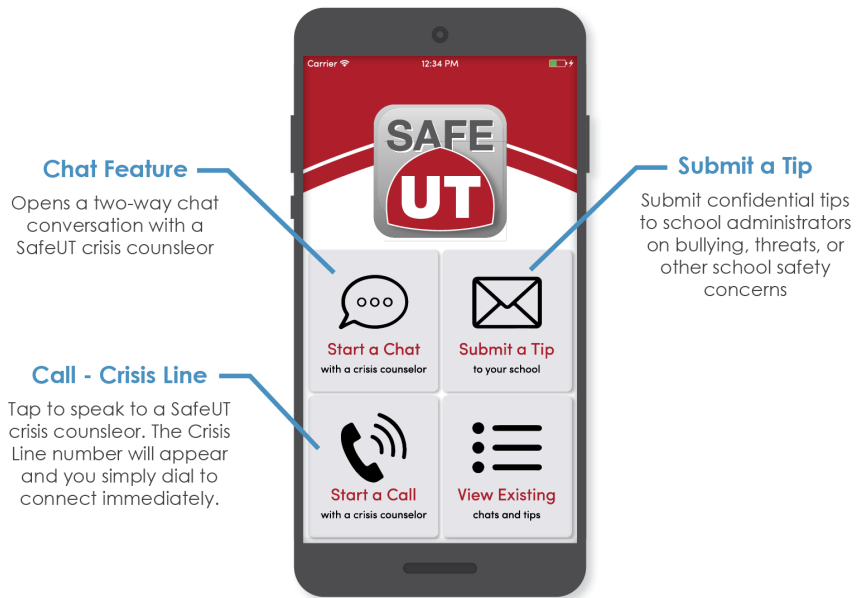 Carrier
12:34 PM
SAFE
UT
Chat Feature
Opens a two-way chat
conversation with a
SafeUT crisis counsleor
Submit a Tip
Submit confidential tips
to school administrators
on bullying, threats, or
other school safety
concerns
Start a Chat
with a crisis counselor
Submit a Tip
to your school
Call - Crisis Line
Tap to speak to a SafeUT
crisis counsleor. The Crisis
Line number will appear
and you simply dial to
connect immediately.
Start a Call
with a crisis counselor
View Existing
chats and tips